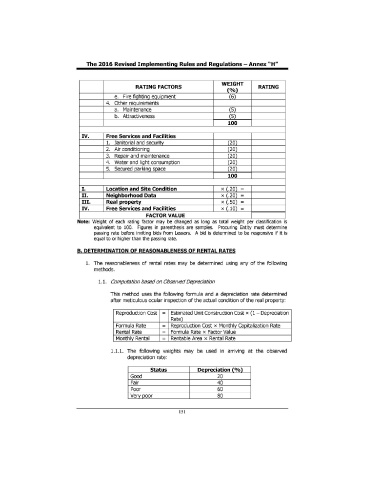 The 2016 Revised Implementing Rules and Regulations – Annex "H"
RATING FACTORS WEIGHT (%) RATING
e. Fire fighting equipment (6)
4. Other requirements
a. Maintenance (5)
b. Attractiveness (5)
100
IV. Free Services and Facilities
1. Janitorial and security (20)
2. Air conditioning (20)
3. Repair and maintenance (20)
4. Water and light consumption (20)
5. Secured parking space (20)
100
I. Location and Site Condition × (.20) =
II. Neighborhood Data × (.20) =
III. Real property × (.50) =
IV. Free Services and Facilities × (.10) =
FACTOR VALUE
Note: Weight of each rating factor may be changed as long as total weight per classification is
equivalent to 100. Figures in parenthesis are samples. Procuring Entity must determine
passing rate before inviting bids from Lessors. A bid is determined to be responsive if it is
equal to or higher than the passing rate.
B. DETERMINATION OF REASONABLENESS OF RENTAL RATES
1. The reasonableness of rental rates may be determined using any of the following
methods.
1.1. Computation based on Observed Depreciation
This method uses the following formula and a depreciation rate determined
after meticulous ocular inspection of the actual condition of the real property:
Reproduction Cost = Estimated Unit Construction Cost × (1 – Depreciation
Rate)
Formula Rate = Reproduction Cost × Monthly Capitalization Rate
Rental Rate = Formula Rate × Factor Value
Monthly Rental = Rentable Area × Rental Rate
1.1.1. The following weights may be used in arriving at the observed
depreciation rate:
Status Depreciation (%)
Good 20
Fair 40
Poor 60
Very poor 80